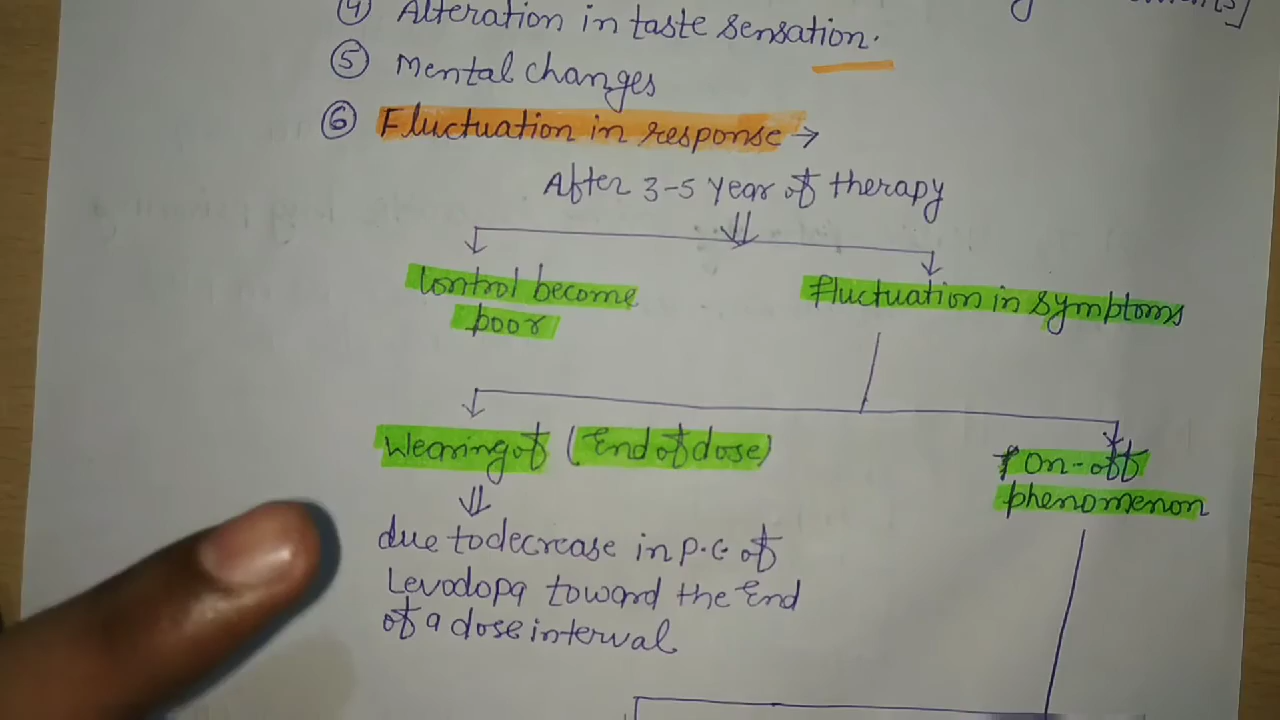 ④ Alteration in taste sensation.
⑤ Mental changes
⑥ Fluctuation in response →
After 3-5 year of therapy
Control become
poor
fluctuation in symptoms
Wearing of (End of dose)
on-off
phenomenon
due to decrease in P.C of
Levodopa toward the End
of a dose interval